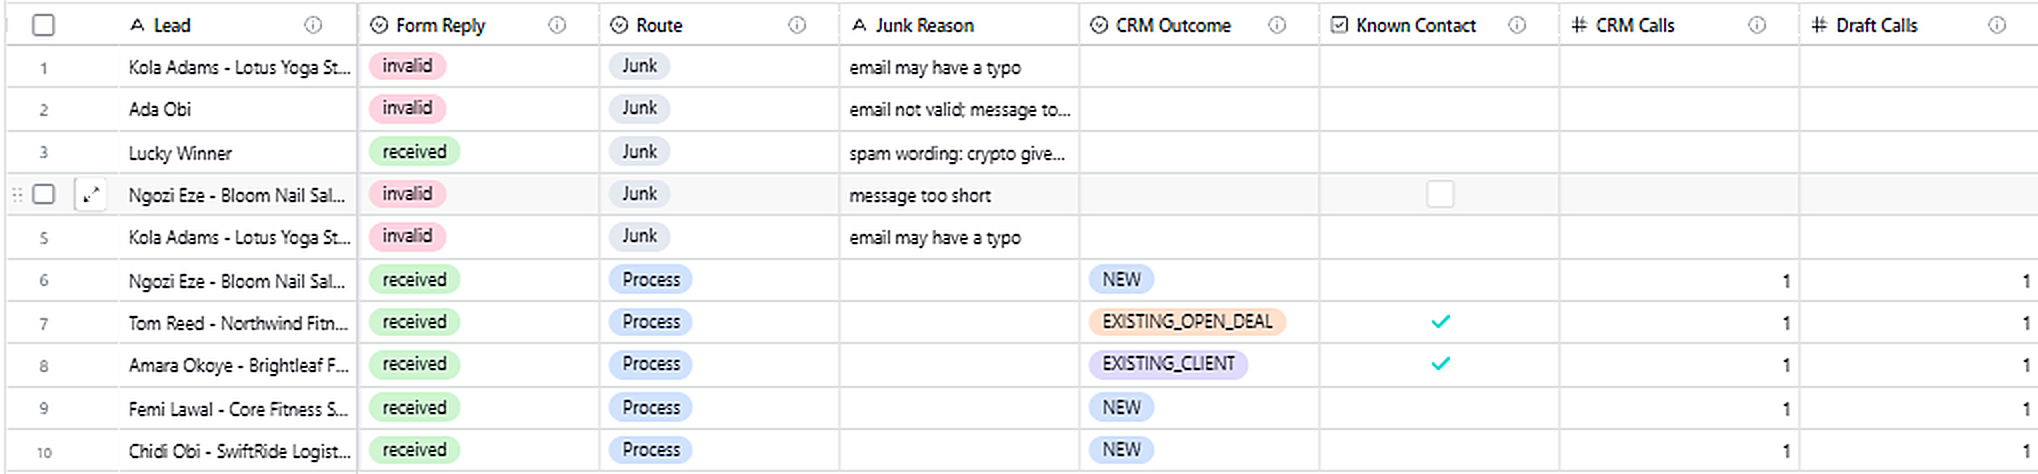 Lead Form Reply Route Junk Reason CRM Outcome Known Contact # CRM Calls # Draft Calls
1 Kola Adams - Lotus Yoga St... invalid Junk email may have a typo
2 Ada Obi invalid Junk email not valid; message to...
3 Lucky Winner received Junk spam wording: crypto give...
Ngozi Eze - Bloom Nail Sal... invalid Junk message too short
5 Kola Adams - Lotus Yoga St... invalid Junk email may have a typo
6 Ngozi Eze - Bloom Nail Sal... received Process NEW 1 1
7 Tom Reed - Northwind Fitn... received Process EXISTING_OPEN_DEAL 1 1
8 Amara Okoye - Brightleaf F... received Process EXISTING_CLIENT 1 1
9 Femi Lawal - Core Fitness S... received Process NEW 1 1
10 Chidi Obi - SwiftRide Logist... received Process NEW 1 1